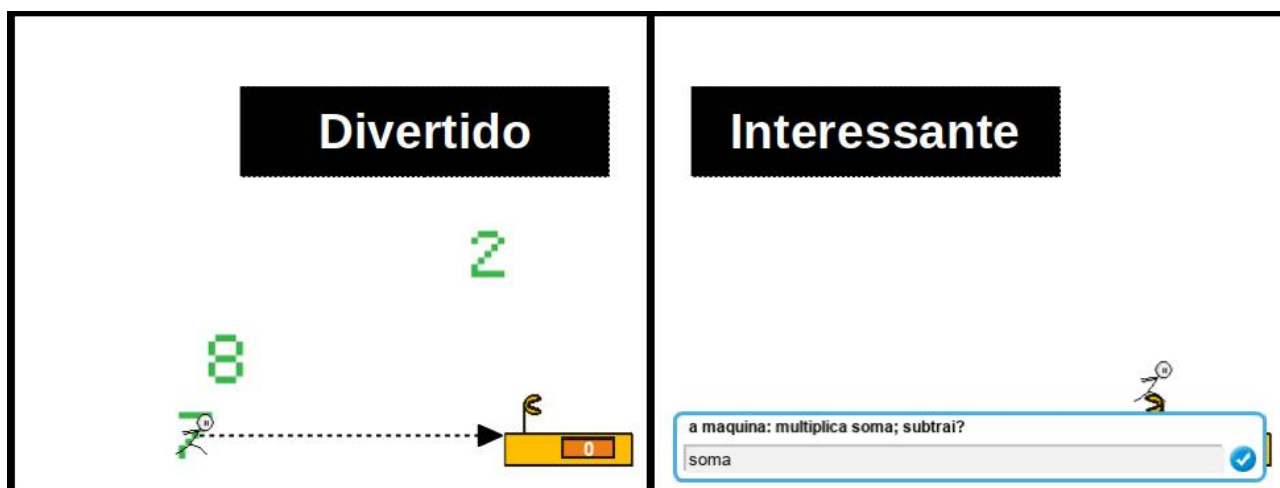 Divertido
2
8
7
0
Interessante
a maquina: multiplica soma; subtrai?
soma